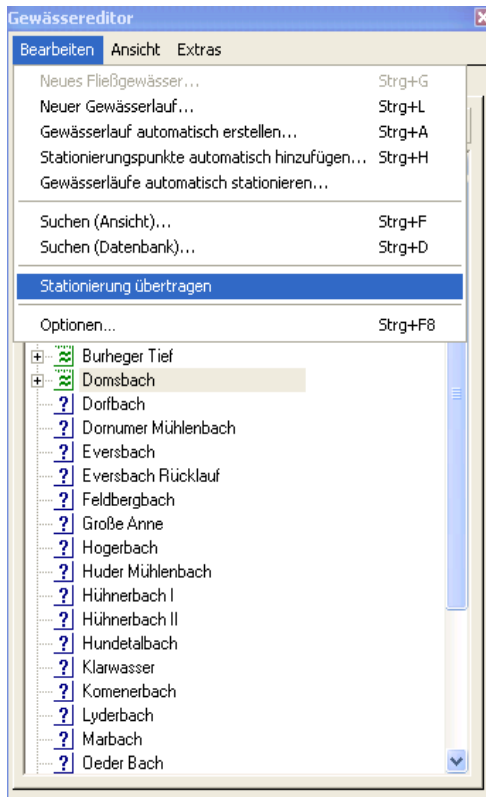 Gewässereditor
Bearbeiten Ansicht Extras
Neues Fließgewässer... Strg+G
Neuer Gewässerlauf... Strg+L
Gewässerlauf automatisch erstellen... Strg+A
Stationierungspunkte automatisch hinzufügen... Strg+H
Gewässerläufe automatisch stationieren...
Suchen (Ansicht)... Strg+F
Suchen (Datenbank)... Strg+D
Stationierung übertragen
Optionen... Strg+F8
Burheger Tief
Domsbach
Dorfbach
Dornumer Mühlenbach
Eversbach
Eversbach Rücklauf
Feldbergbach
Große Anne
Hogerbach
Huder Mühlenbach
Hühnerbach I
Hühnerbach II
Hundetalbach
Klarwasser
Komenerbach
Lyderbach
Marbach
Oeder Bach